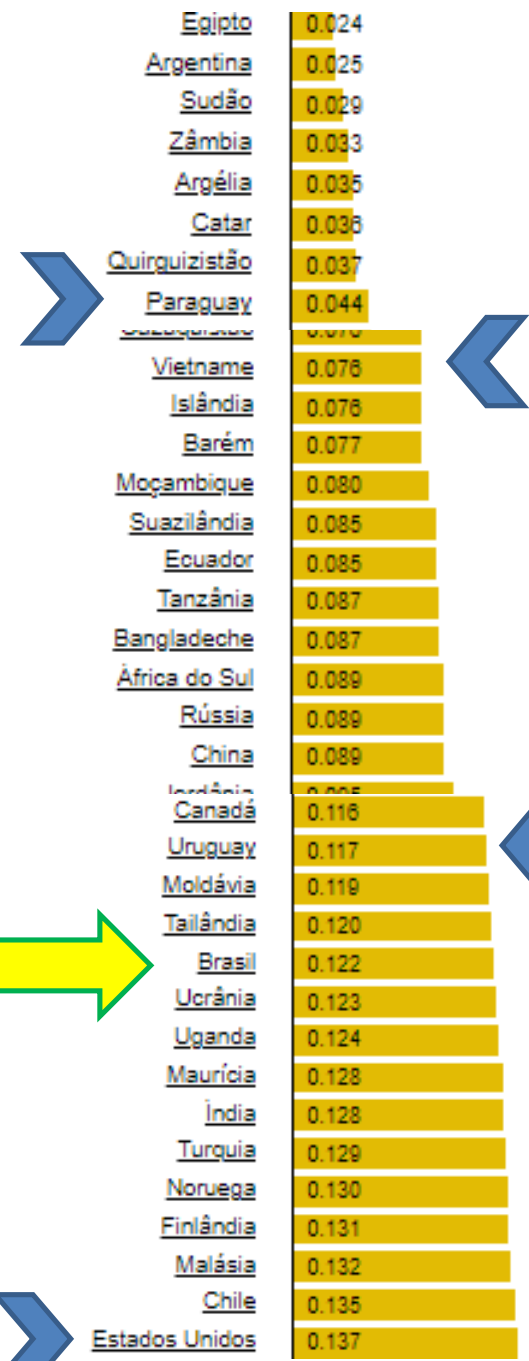 Egipto 0.024
Argentina 0.025
Sudão 0.029
Zâmbia 0.033
Argélia 0.035
Catar 0.036
Quirguizistão 0.037
Paraguay 0.044
Vietname 0.076
Islândia 0.076
Barém 0.077
Moçambique 0.080
Suazilândia 0.085
Ecuador 0.085
Tanzânia 0.087
Bangladeche 0.087
África do Sul 0.089
Rússia 0.089
China 0.089
Canadá 0.116
Uruguay 0.117
Moldávia 0.119
Tailândia 0.120
Brasil 0.122
Ucrânia 0.123
Uganda 0.124
Maurícia 0.128
Índia 0.128
Turquia 0.129
Noruega 0.130
Finlândia 0.131
Malásia 0.132
Chile 0.135
Estados Unidos 0.137